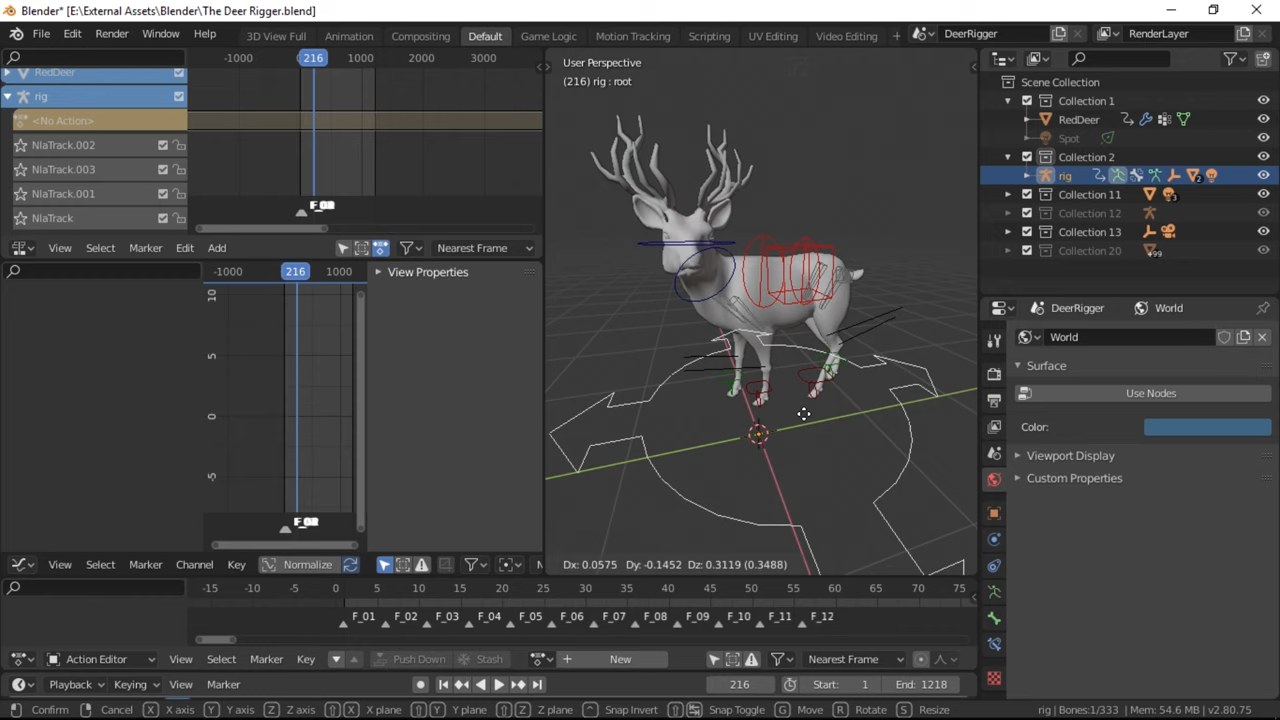 Blender* [E:\External Assets\Blender\The Deer Rigger.blend]
File Edit Render Window Help
3D View Full Animation Compositing Default Game Logic Motion Tracking Scripting UV Editing Video Editing + DeerRigger RenderLayer
-1000 216 1000 2000 3000
RedDeer
rig
<No Action>
NlaTrack.002
NlaTrack.003
NlaTrack.001
NlaTrack
View Select Marker Edit Add Nearest Frame
-1000 216 1000
View Properties
10
5
0
-5
View Select Marker Channel Key Normalize N
User Perspective
(216) rig : root
Dx: 0.0575 Dy: -0.1452 Dz: 0.3119 (0.3488)
-15 -10 -5 0 5 10 15 20 25 30 35 40 45 50 55 60 65 70 75
F_01 F_02 F_03 F_04 F_05 F_06 F_07 F_08 F_09 F_10 F_11 F_12
Action Editor View Select Marker Key Push Down Stash New Nearest Frame
Playback Keying View Marker 216 Start: 1 End: 1218
Confirm Cancel X X axis Y Y axis Z Z axis X X plane Y Y plane Z Z plane Snap Invert Snap Toggle G Move R Rotate S Resize rig | Bones:1/333 | Mem: 54.6 MB | v2.80.75
Scene Collection
Collection 1
RedDeer
Spot
Collection 2
rig 2
Collection 11 3
Collection 12
Collection 13
Collection 20 +99
DeerRigger World
World
Surface
Use Nodes
Color:
Viewport Display
Custom Properties